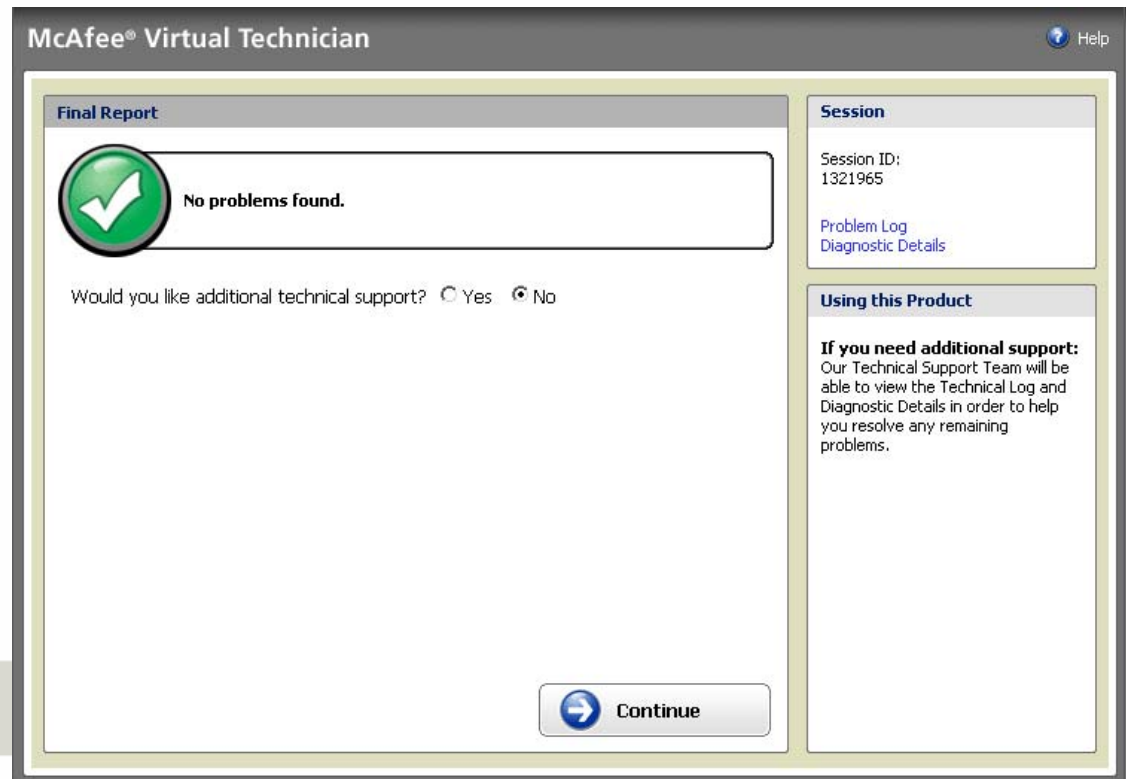 McAfee® Virtual Technician
Help
Final Report
No problems found.
Would you like additional technical support? Yes No
Continue
Session
Session ID:
1321965
Problem Log
Diagnostic Details
Using this Product
If you need additional support:
Our Technical Support Team will be
able to view the Technical Log and
Diagnostic Details in order to help
you resolve any remaining
problems.